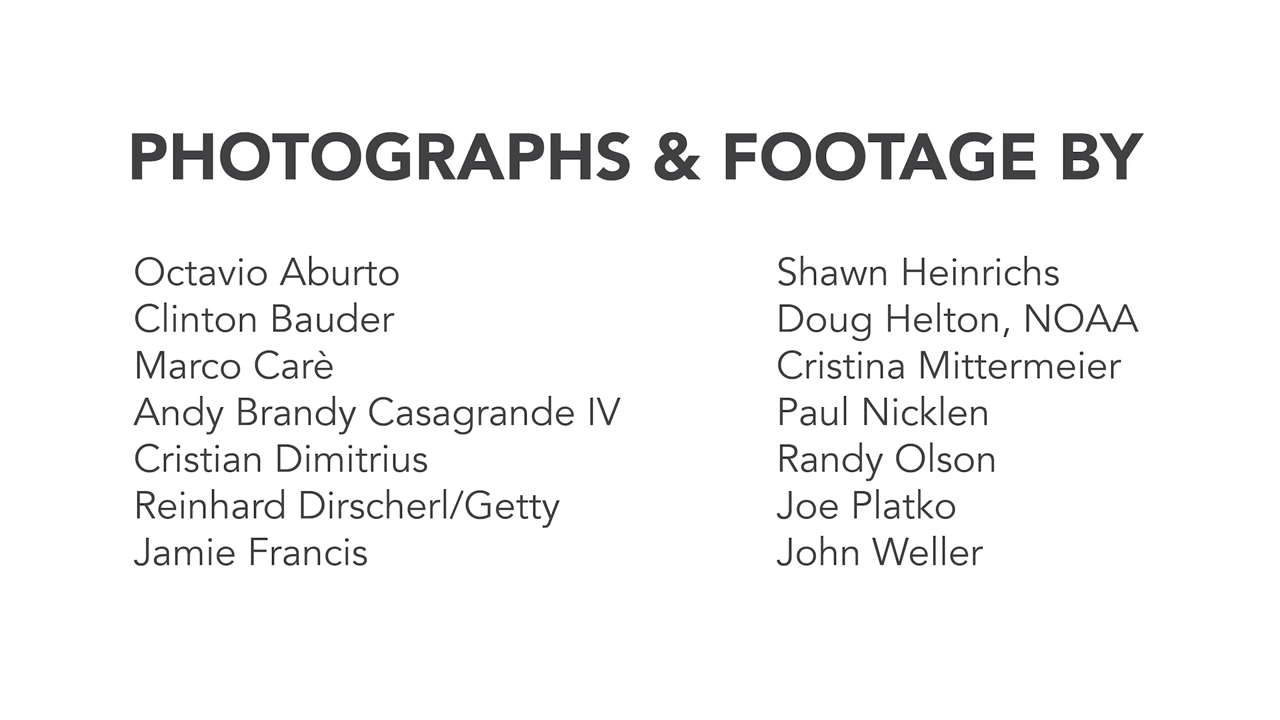 PHOTOGRAPHS & FOOTAGE BY
Octavio Aburto
Clinton Bauder
Marco Carè
Andy Brandy Casagrande IV
Cristian Dimitrius
Reinhard Dirscherl/Getty
Jamie Francis
Shawn Heinrichs
Doug Helton, NOAA
Cristina Mittermeier
Paul Nicklen
Randy Olson
Joe Platko
John Weller